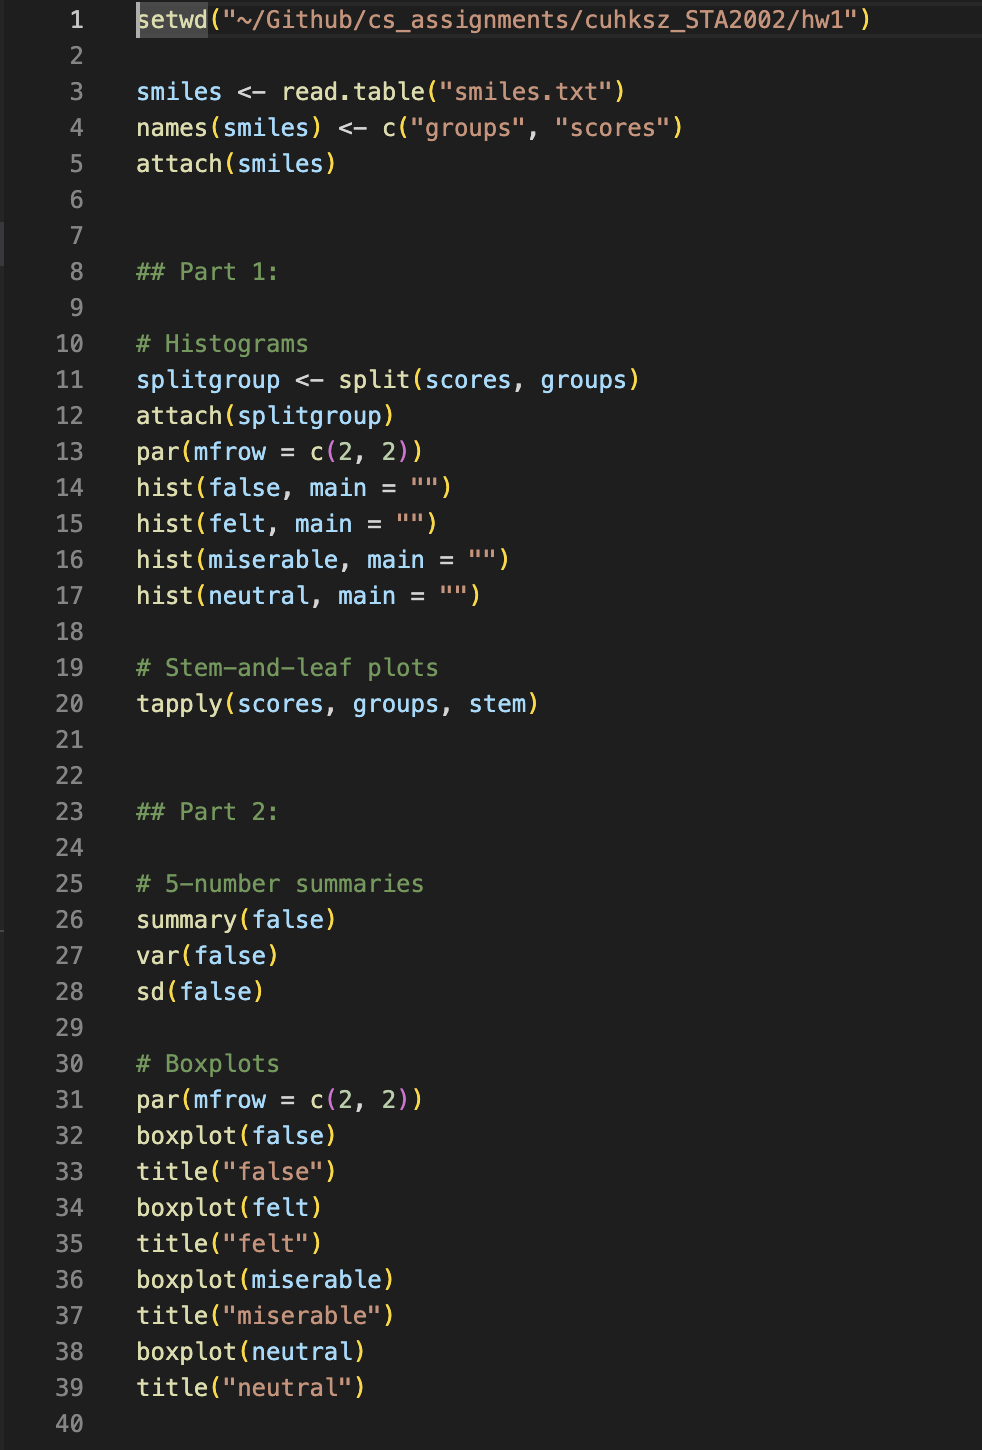 1 setwd("~/Github/cs_assignments/cuhksz_STA2002/hw1")
2
3 smiles <- read.table("smiles.txt")
4 names(smiles) <- c("groups", "scores")
5 attach(smiles)
6
7
8 ## Part 1:
9
10 # Histograms
11 splitgroup <- split(scores, groups)
12 attach(splitgroup)
13 par(mfrow = c(2, 2))
14 hist(false, main = "")
15 hist(felt, main = "")
16 hist(miserable, main = "")
17 hist(neutral, main = "")
18
19 # Stem-and-leaf plots
20 tapply(scores, groups, stem)
21
22
23 ## Part 2:
24
25 # 5-number summaries
26 summary(false)
27 var(false)
28 sd(false)
29
30 # Boxplots
31 par(mfrow = c(2, 2))
32 boxplot(false)
33 title("false")
34 boxplot(felt)
35 title("felt")
36 boxplot(miserable)
37 title("miserable")
38 boxplot(neutral)
39 title("neutral")
40